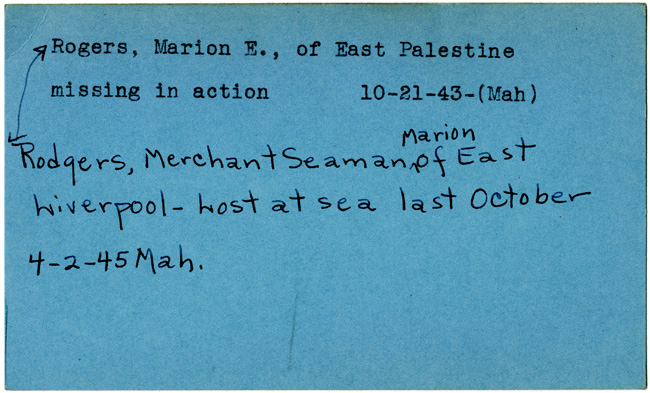 Rogers, Marion E., of East Palestine
missing in action 10-21-43-(Mah)
Marion
Rodgers, Merchant Seaman, of East
Liverpool - Lost at sea last October
4-2-45 Mah.